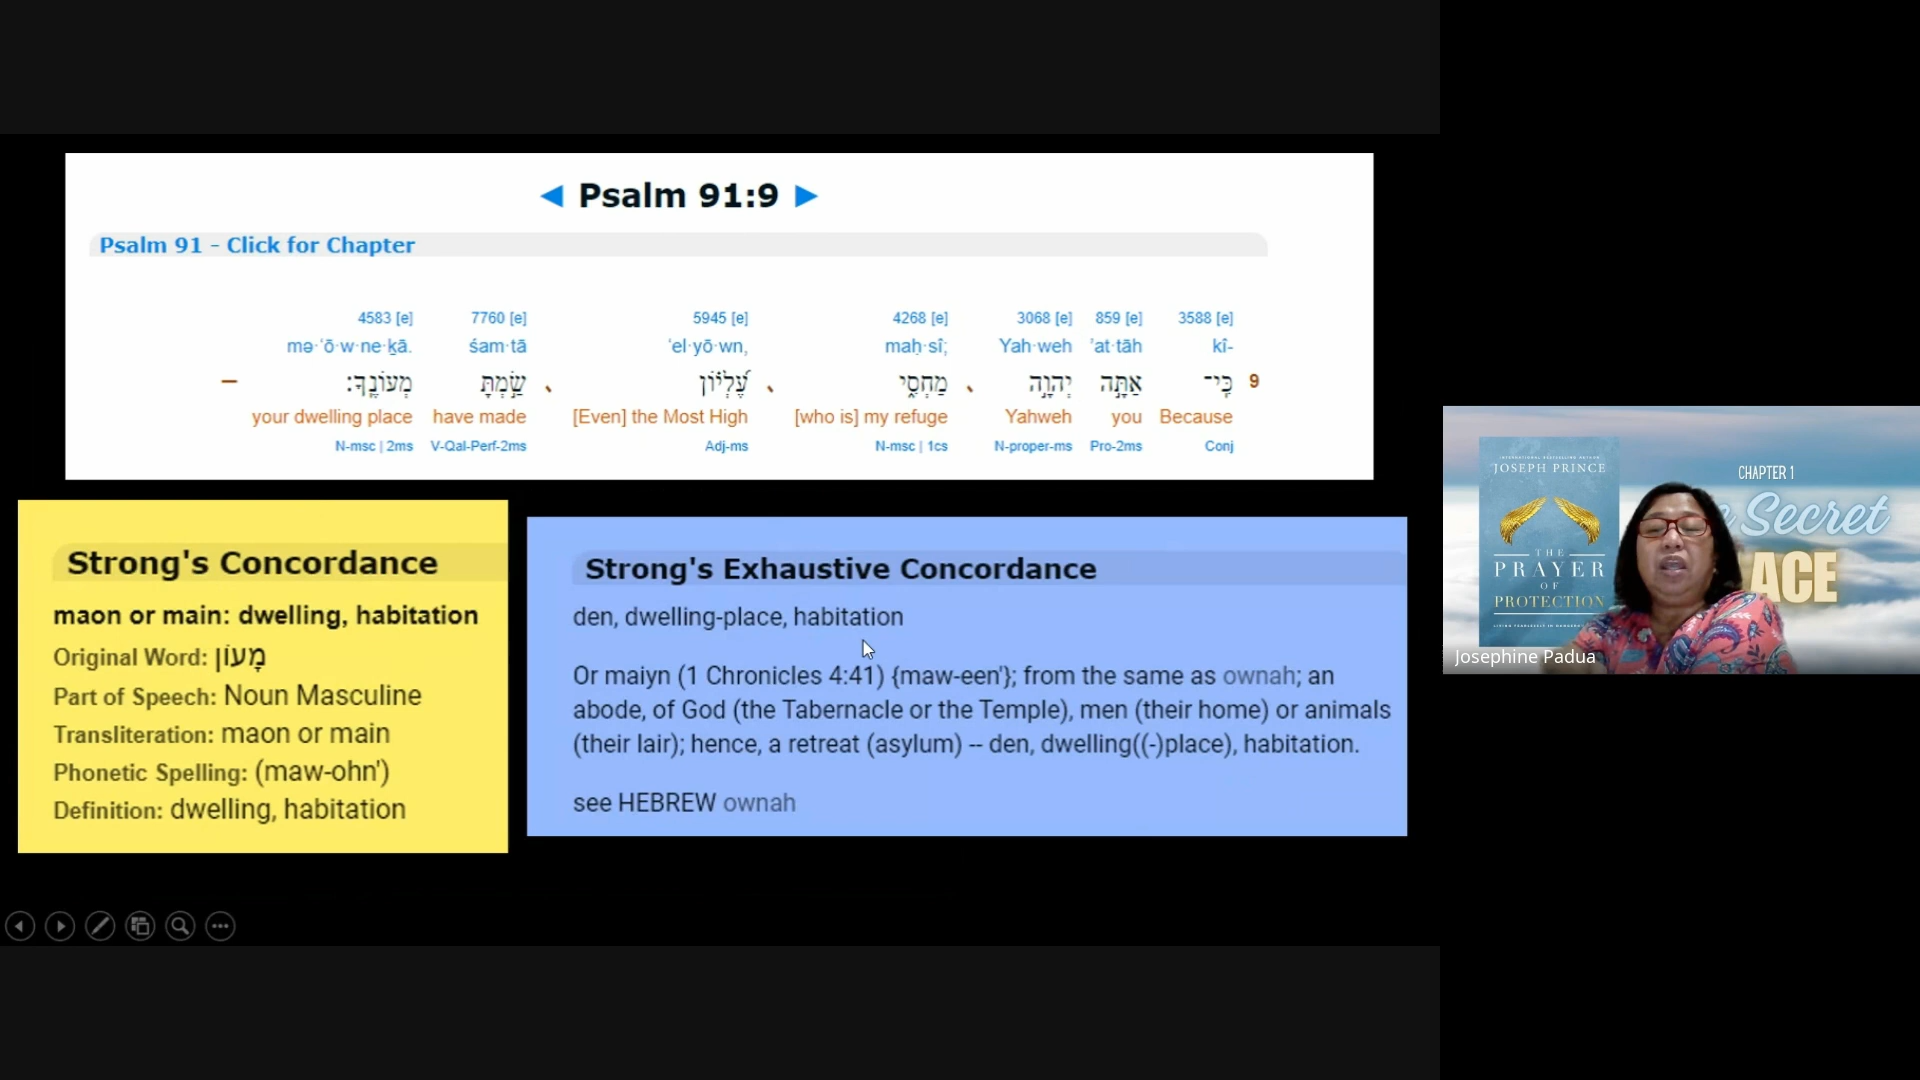 ◄ Psalm 91:9 ►
Psalm 91 - Click for Chapter
4583 [e] 7760 [e] 5945 [e] 4268 [e] 3068 [e] 859 [e] 3588 [e]
mə·‘ō·w·ne·ḵā. śam·tā ‘el·yō·wn, maḥ·sî; Yah·weh ’at·tāh kî-
9 כִּֽי־ אַתָּ֣ה יְהוָ֣ה ､ מַחְסִ֑י ､ עֶ֝לְי֗וֹן ､ שַׂ֣מְתָּ מְעוֹנֶֽךָ׃ –
your dwelling place have made [Even] the Most High [who is] my refuge Yahweh you Because
N-msc | 2ms V-Qal-Perf-2ms Adj-ms N-msc | 1cs N-proper-ms Pro-2ms Conj
Strong's Concordance
maon or main: dwelling, habitation
Original Word: מָעוֹן
Part of Speech: Noun Masculine
Transliteration: maon or main
Phonetic Spelling: (maw-ohn')
Definition: dwelling, habitation
Strong's Exhaustive Concordance
den, dwelling-place, habitation
Or maiyn (1 Chronicles 4:41) {maw-een'}; from the same as ownah; an
abode, of God (the Tabernacle or the Temple), men (their home) or animals
(their lair); hence, a retreat (asylum) -- den, dwelling((-)place), habitation.
see HEBREW ownah
JOSEPH PRINCE
THE
PRAYER
OF
PROTECTION
CHAPTER 1
Secret
ACE
Josephine Padua